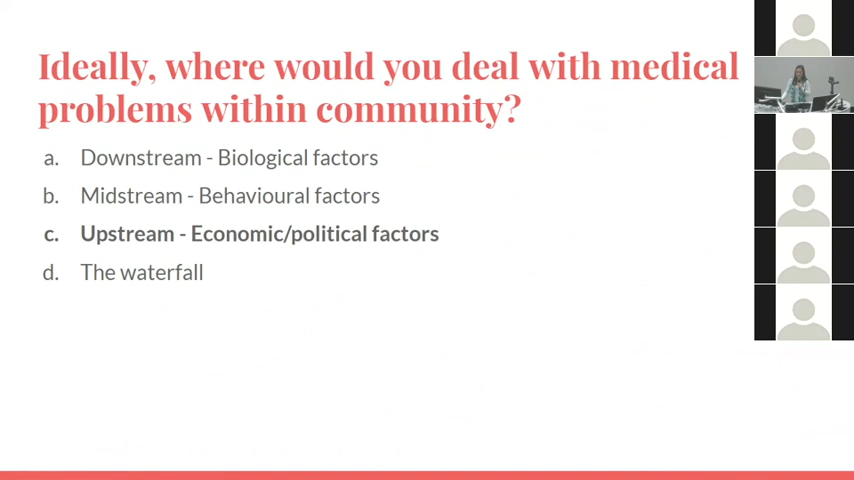 Ideally, where would you deal with medical
problems within community?
a. Downstream - Biological factors
b. Midstream - Behavioural factors
c. Upstream - Economic/political factors
d. The waterfall